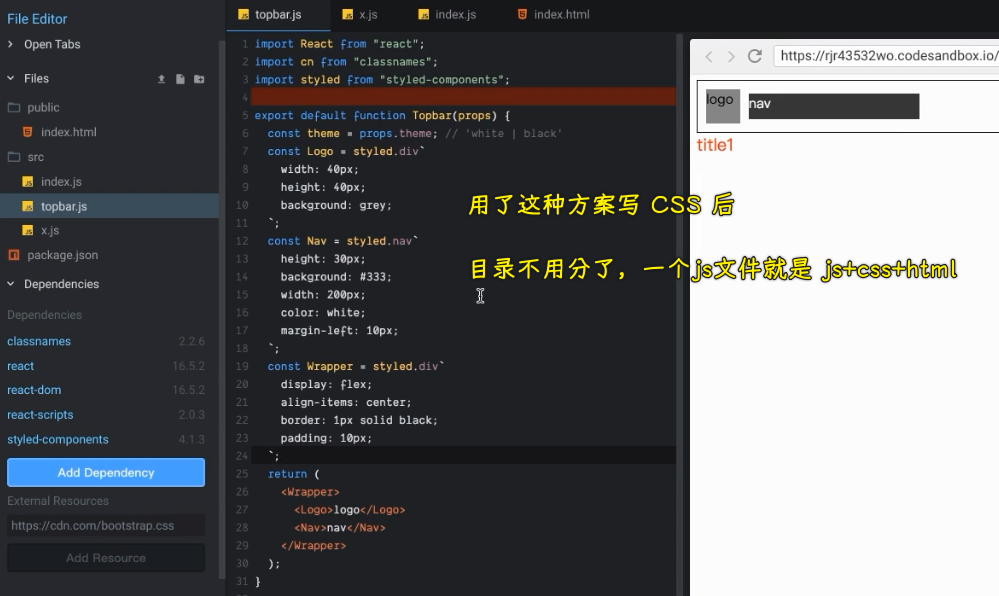 File Editor
Open Tabs
Files
public
index.html
src
index.js
topbar.js
x.js
package.json
Dependencies
Dependencies
classnames 2.2.6
react 16.5.2
react-dom 16.5.2
react-scripts 2.0.3
styled-components 4.1.3
Add Dependency
External Resources
https://cdn.com/bootstrap.css
Add Resource
topbar.js x.js index.js index.html
1 import React from "react";
2 import cn from "classnames";
3 import styled from "styled-components";
4
5 export default function Topbar(props) {
6 const theme = props.theme; // 'white | black'
7 const Logo = styled.div`
8 width: 40px;
9 height: 40px;
10 background: grey;
11 `;
12 const Nav = styled.nav`
13 height: 30px;
14 background: #333;
15 width: 200px;
16 color: white;
17 margin-left: 10px;
18 `;
19 const Wrapper = styled.div`
20 display: flex;
21 align-items: center;
22 border: 1px solid black;
23 padding: 10px;
24 `;
25 return (
26 <Wrapper>
27 <Logo>logo</Logo>
28 <Nav>nav</Nav>
29 </Wrapper>
30 );
31 }
https://rjr43532wo.codesandbox.io/
logo nav
title1
用了这种方案写 CSS 后
目录不用分了，一个js文件就是 js+css+html